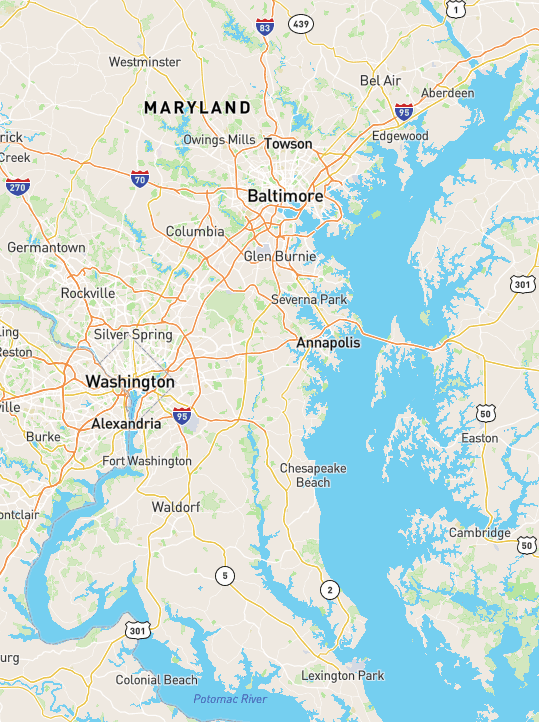 1
83
439
Westminster
Bel Air
Aberdeen
MARYLAND
95
rick
Owings Mills
Towson
Edgewood
Creek
70
270
Baltimore
Columbia
Germantown
Glen Burnie
301
Rockville
Severna Park
ing
Silver Spring
Annapolis
Reston
Washington
ville
95
50
Alexandria
Burke
Easton
Fort Washington
Chesapeake
Beach
Waldorf
ontclair
Cambridge
50
5
2
301
urg
Colonial Beach
Lexington Park
Potomac River